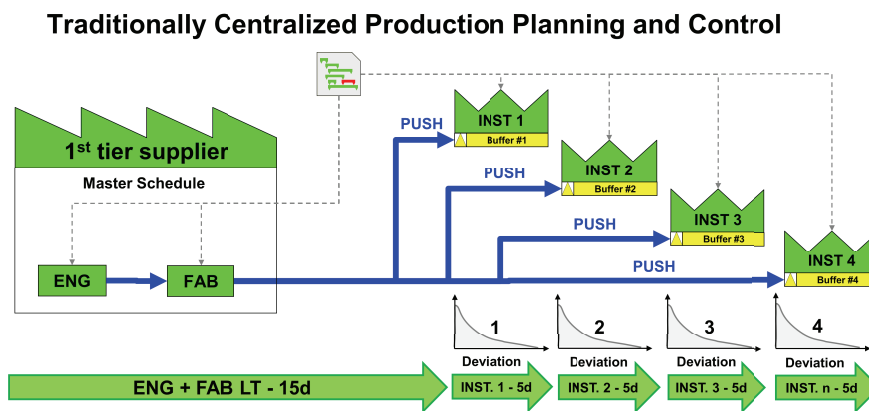 Traditionally Centralized Production Planning and Control
1st tier supplier
Master Schedule
ENG
FAB
PUSH
INST 1
Buffer #1
PUSH
INST 2
Buffer #2
PUSH
INST 3
Buffer #3
PUSH
INST 4
Buffer #4
1
Deviation
2
Deviation
3
Deviation
4
Deviation
ENG + FAB LT - 15d
INST. 1 - 5d
INST. 2 - 5d
INST. 3 - 5d
INST. n - 5d